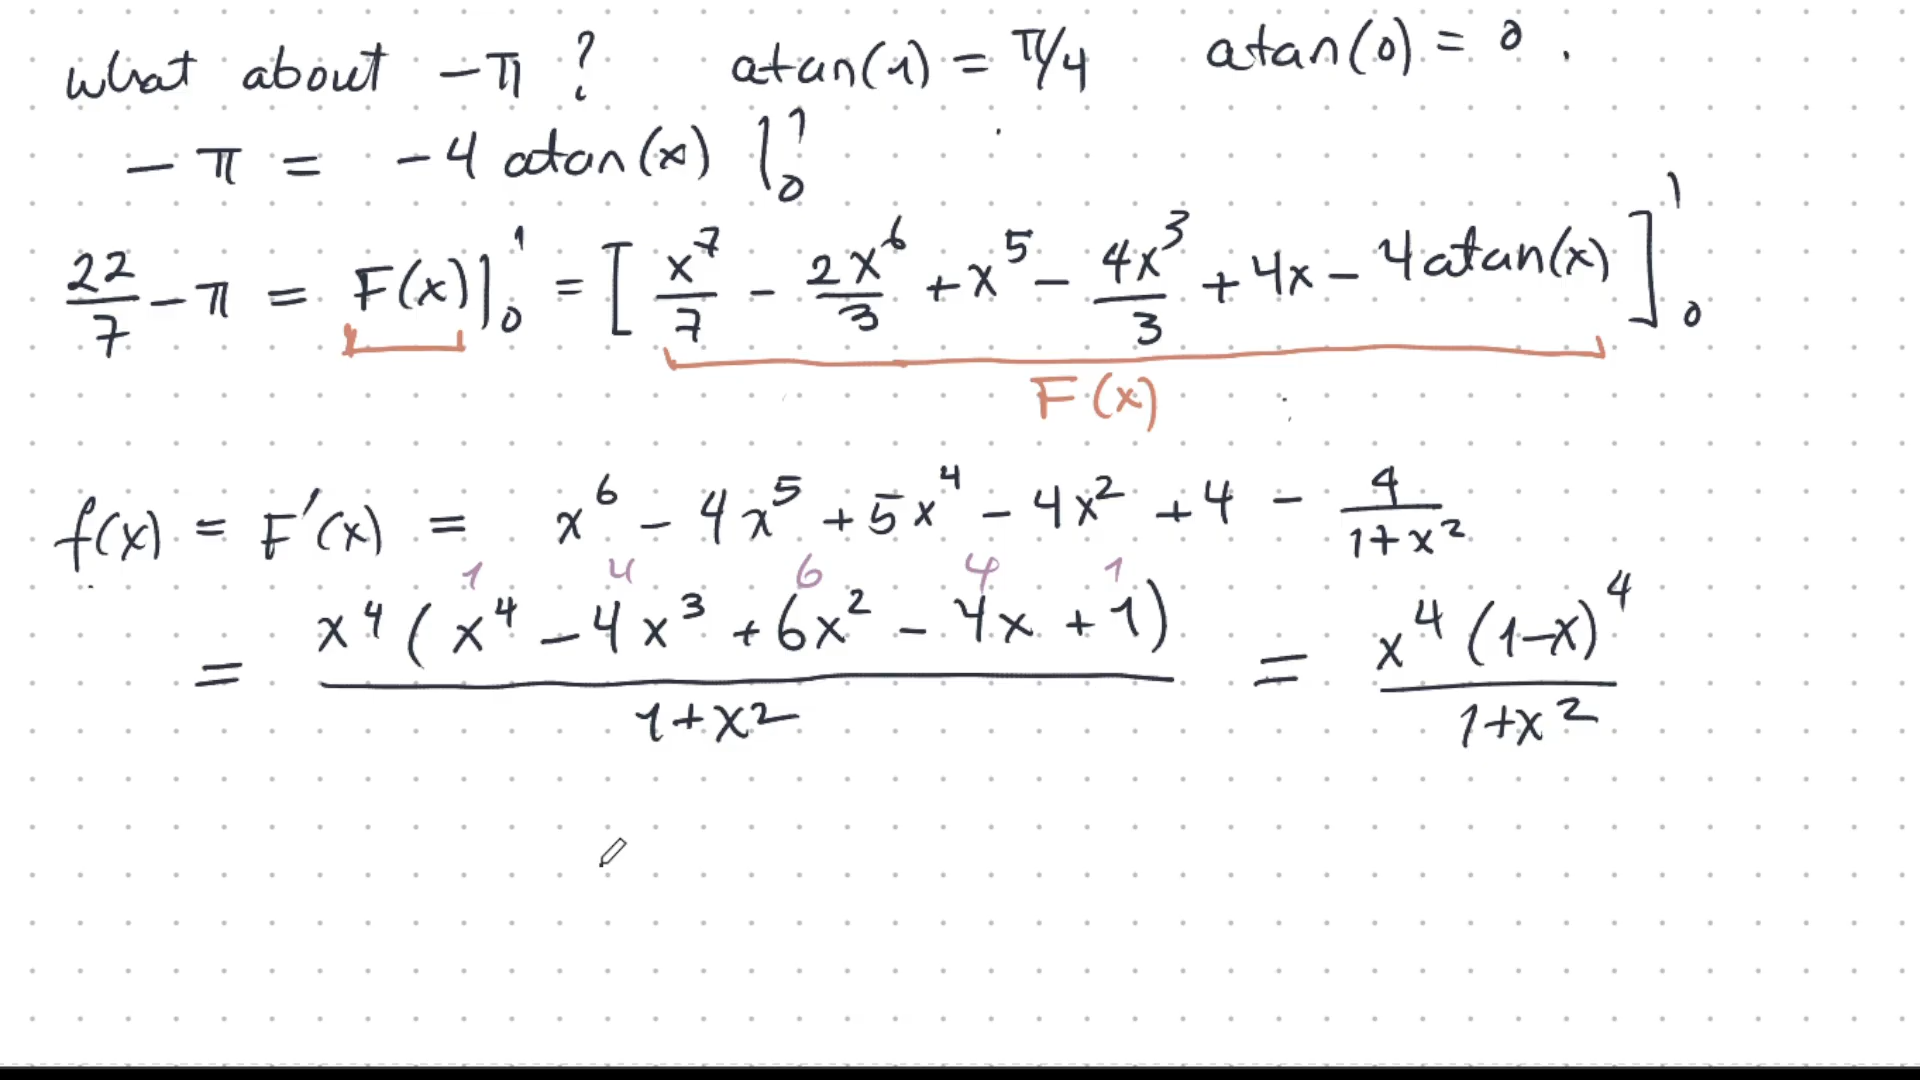 what about -π ? atan(1) = π/4 atan(0) = 0 .
-π = -4 atan(x) |₀¹
22/7 - π = F(x)|₀¹ = [ x⁷/7 - 2x⁶/3 + x⁵ - 4x³/3 + 4x - 4atan(x) ]₀¹
F(x)
f(x) = F'(x) = x⁶ - 4x⁵ + 5x⁴ - 4x² + 4 - 4/(1+x²)
1 4 6 4 1
= x⁴(x⁴ - 4x³ + 6x² - 4x + 1)/(1+x²) = x⁴(1-x)⁴/(1+x²)